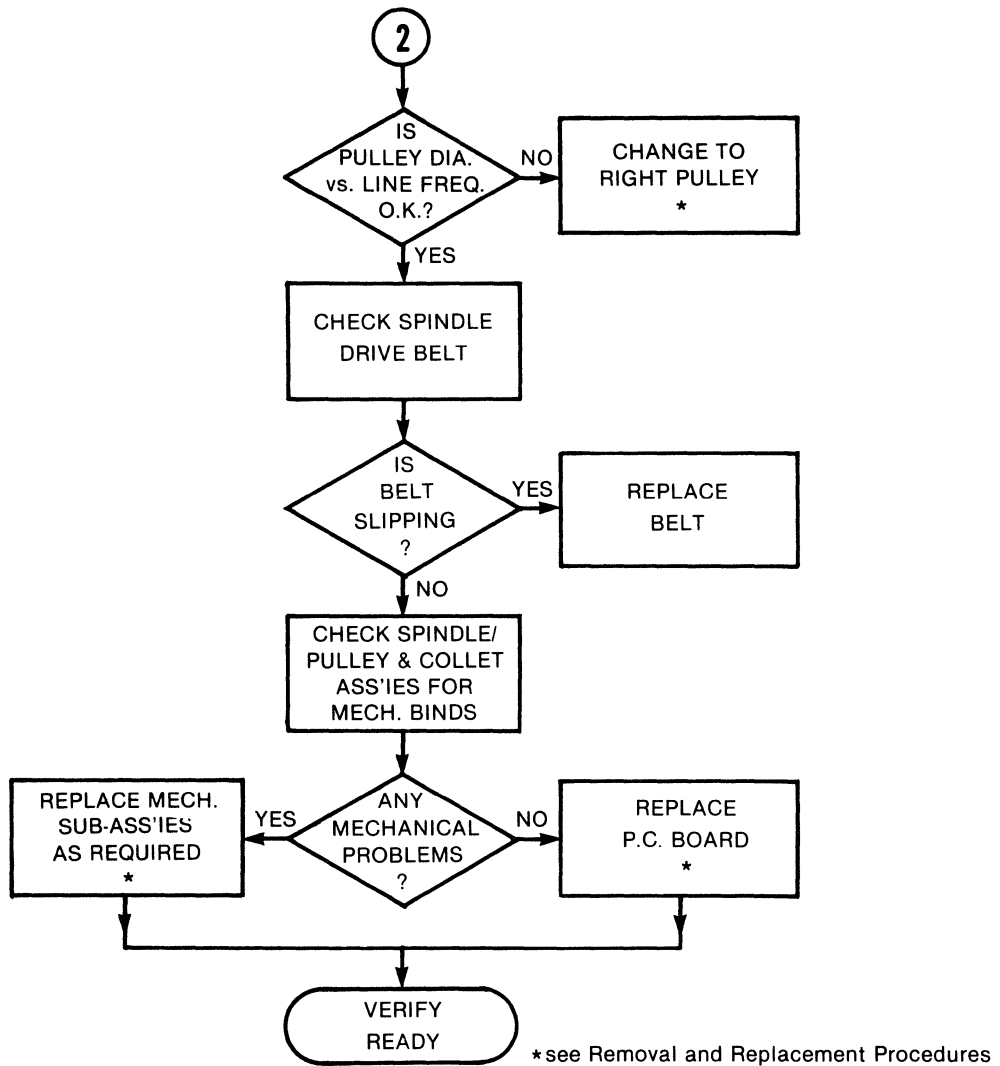 2
IS
PULLEY DIA.
vs. LINE FREQ.
O.K.?
NO
CHANGE TO
RIGHT PULLEY
*
YES
CHECK SPINDLE
DRIVE BELT
IS
BELT
SLIPPING
?
YES
REPLACE
BELT
NO
CHECK SPINDLE/
PULLEY & COLLET
ASS'IES FOR
MECH. BINDS
ANY
MECHANICAL
PROBLEMS
?
YES
REPLACE MECH.
SUB-ASS'IES
AS REQUIRED
*
NO
REPLACE
P.C. BOARD
*
VERIFY
READY
*see Removal and Replacement Procedures